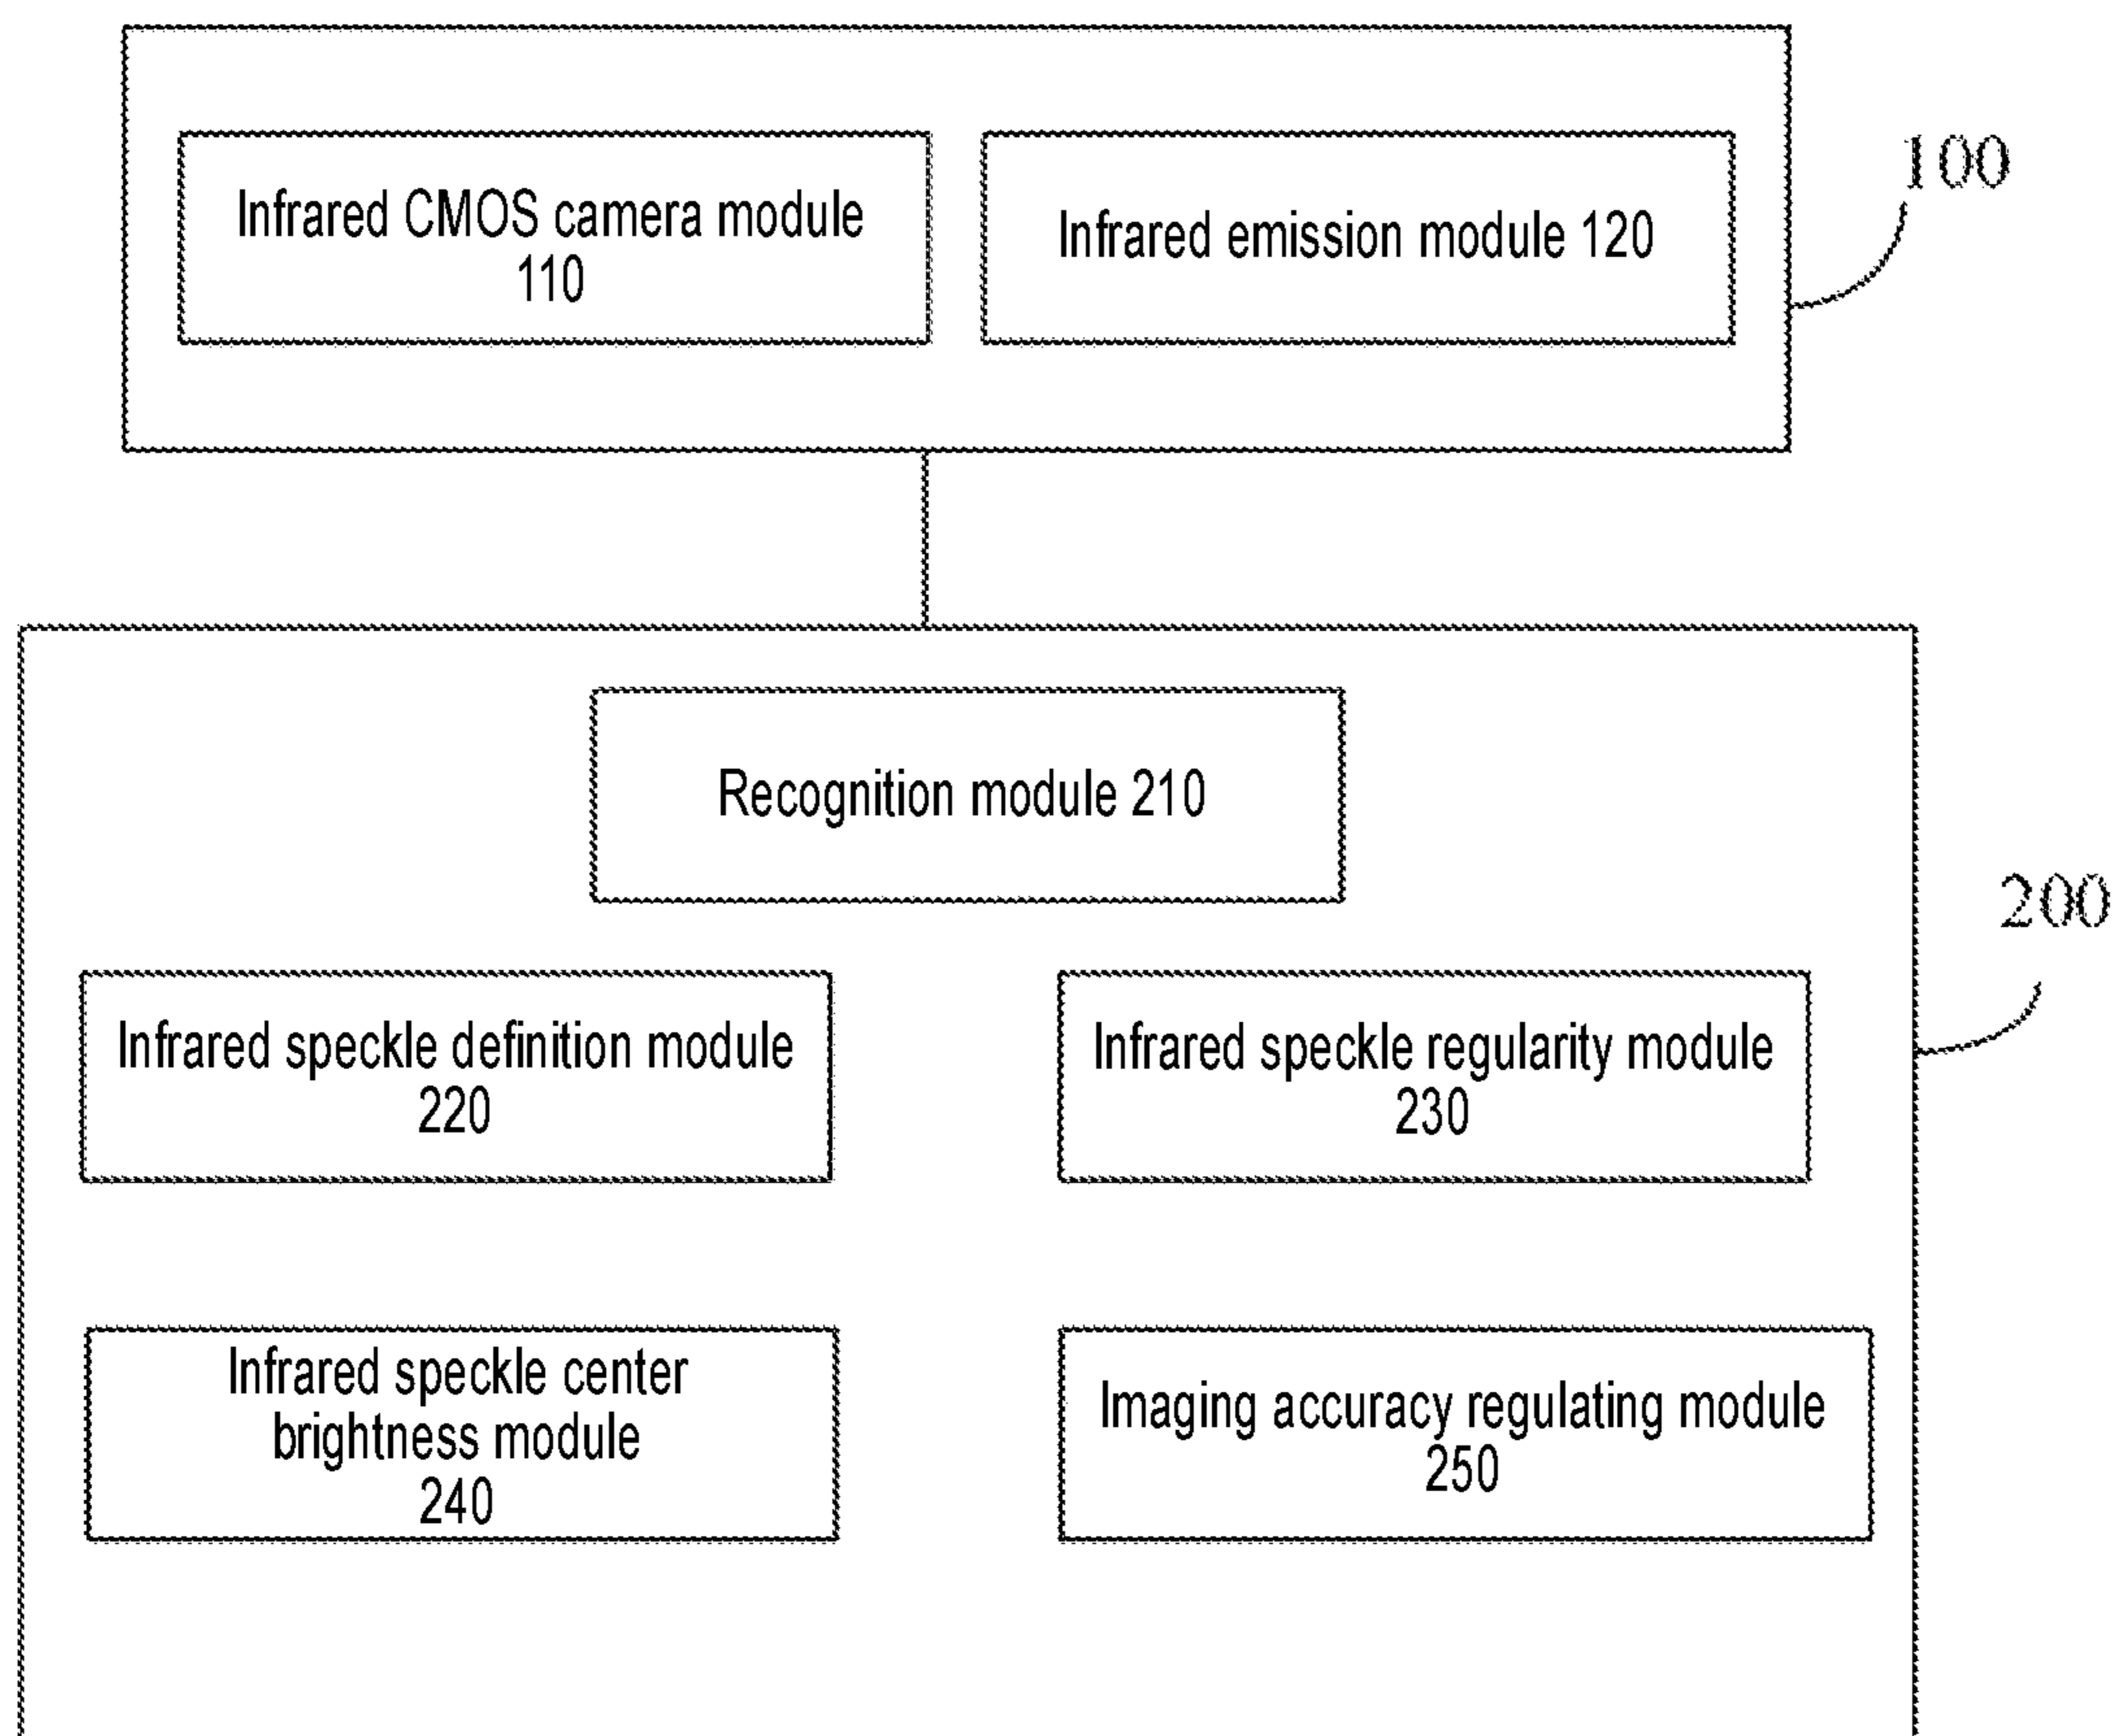 Infrared CMOS camera module
110
Infrared emission module 120
100
Recognition module 210
200
Infrared speckle definition module
220
Infrared speckle regularity module
230
Infrared speckle center
brightness module
240
Imaging accuracy regulating module
250